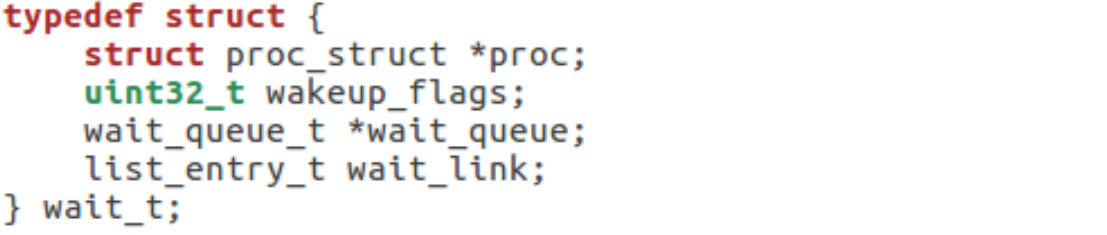 typedef struct {
    struct proc_struct *proc;
    uint32_t wakeup_flags;
    wait_queue_t *wait_queue;
    list_entry_t wait_link;
} wait_t;